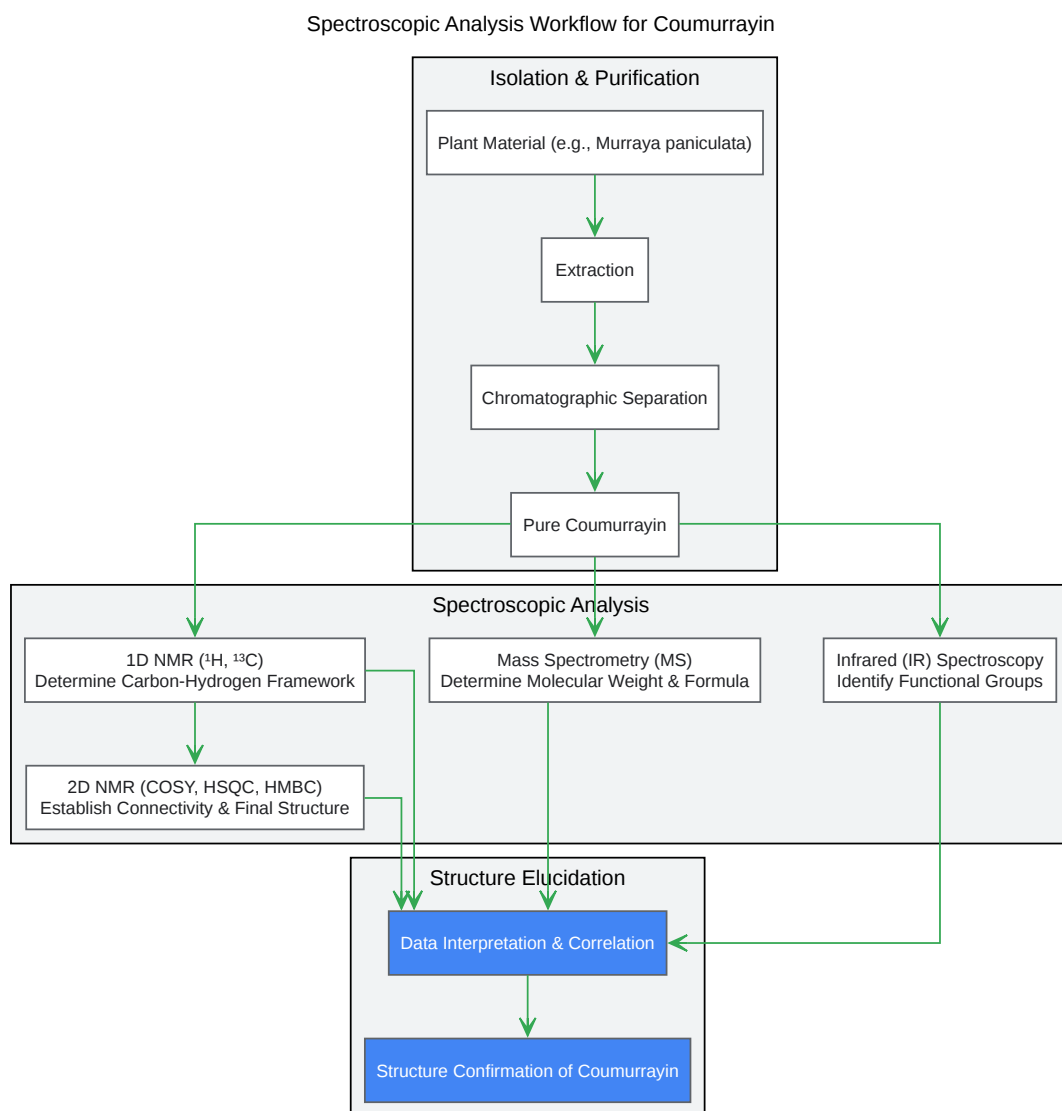 Spectroscopic Analysis Workflow for Coumurrayin
Isolation & Purification
Plant Material (e.g., Murraya paniculata)
Extraction
Chromatographic Separation
Pure Coumurrayin
Spectroscopic Analysis
1D NMR (¹H, ¹³C)
Determine Carbon-Hydrogen Framework
Mass Spectrometry (MS)
Determine Molecular Weight & Formula
Infrared (IR) Spectroscopy
Identify Functional Groups
2D NMR (COSY, HSQC, HMBC)
Establish Connectivity & Final Structure
Structure Elucidation
Data Interpretation & Correlation
Structure Confirmation of Coumurrayin